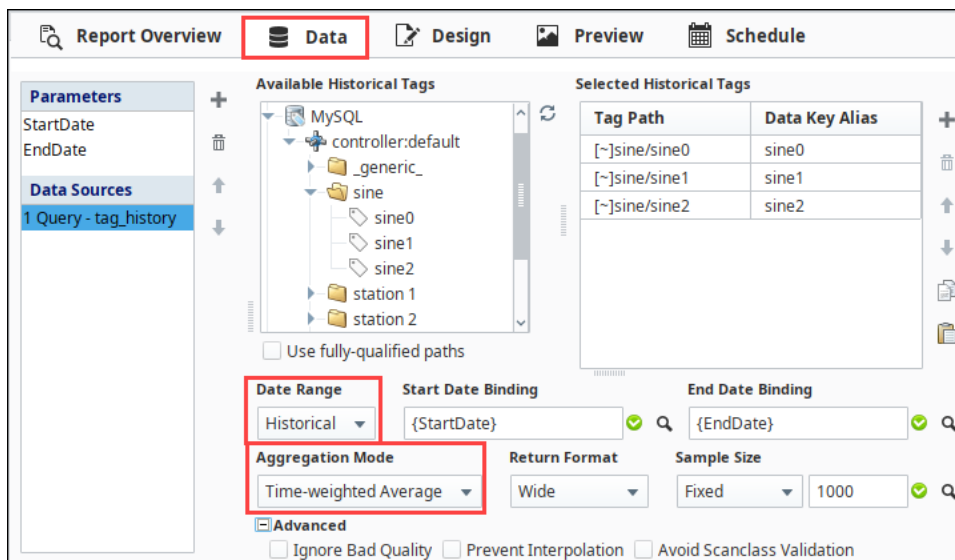 Report Overview Data Design Preview Schedule
Parameters
StartDate
EndDate
Data Sources
1 Query - tag_history
Available Historical Tags
MySQL
controller:default
_generic_
sine
sine0
sine1
sine2
station 1
station 2
Use fully-qualified paths
Selected Historical Tags
Tag Path Data Key Alias
[~]sine/sine0 sine0
[~]sine/sine1 sine1
[~]sine/sine2 sine2
Date Range Start Date Binding End Date Binding
Historical {StartDate} {EndDate}
Aggregation Mode Return Format Sample Size
Time-weighted Average Wide Fixed 1000
Advanced
Ignore Bad Quality Prevent Interpolation Avoid Scanclass Validation